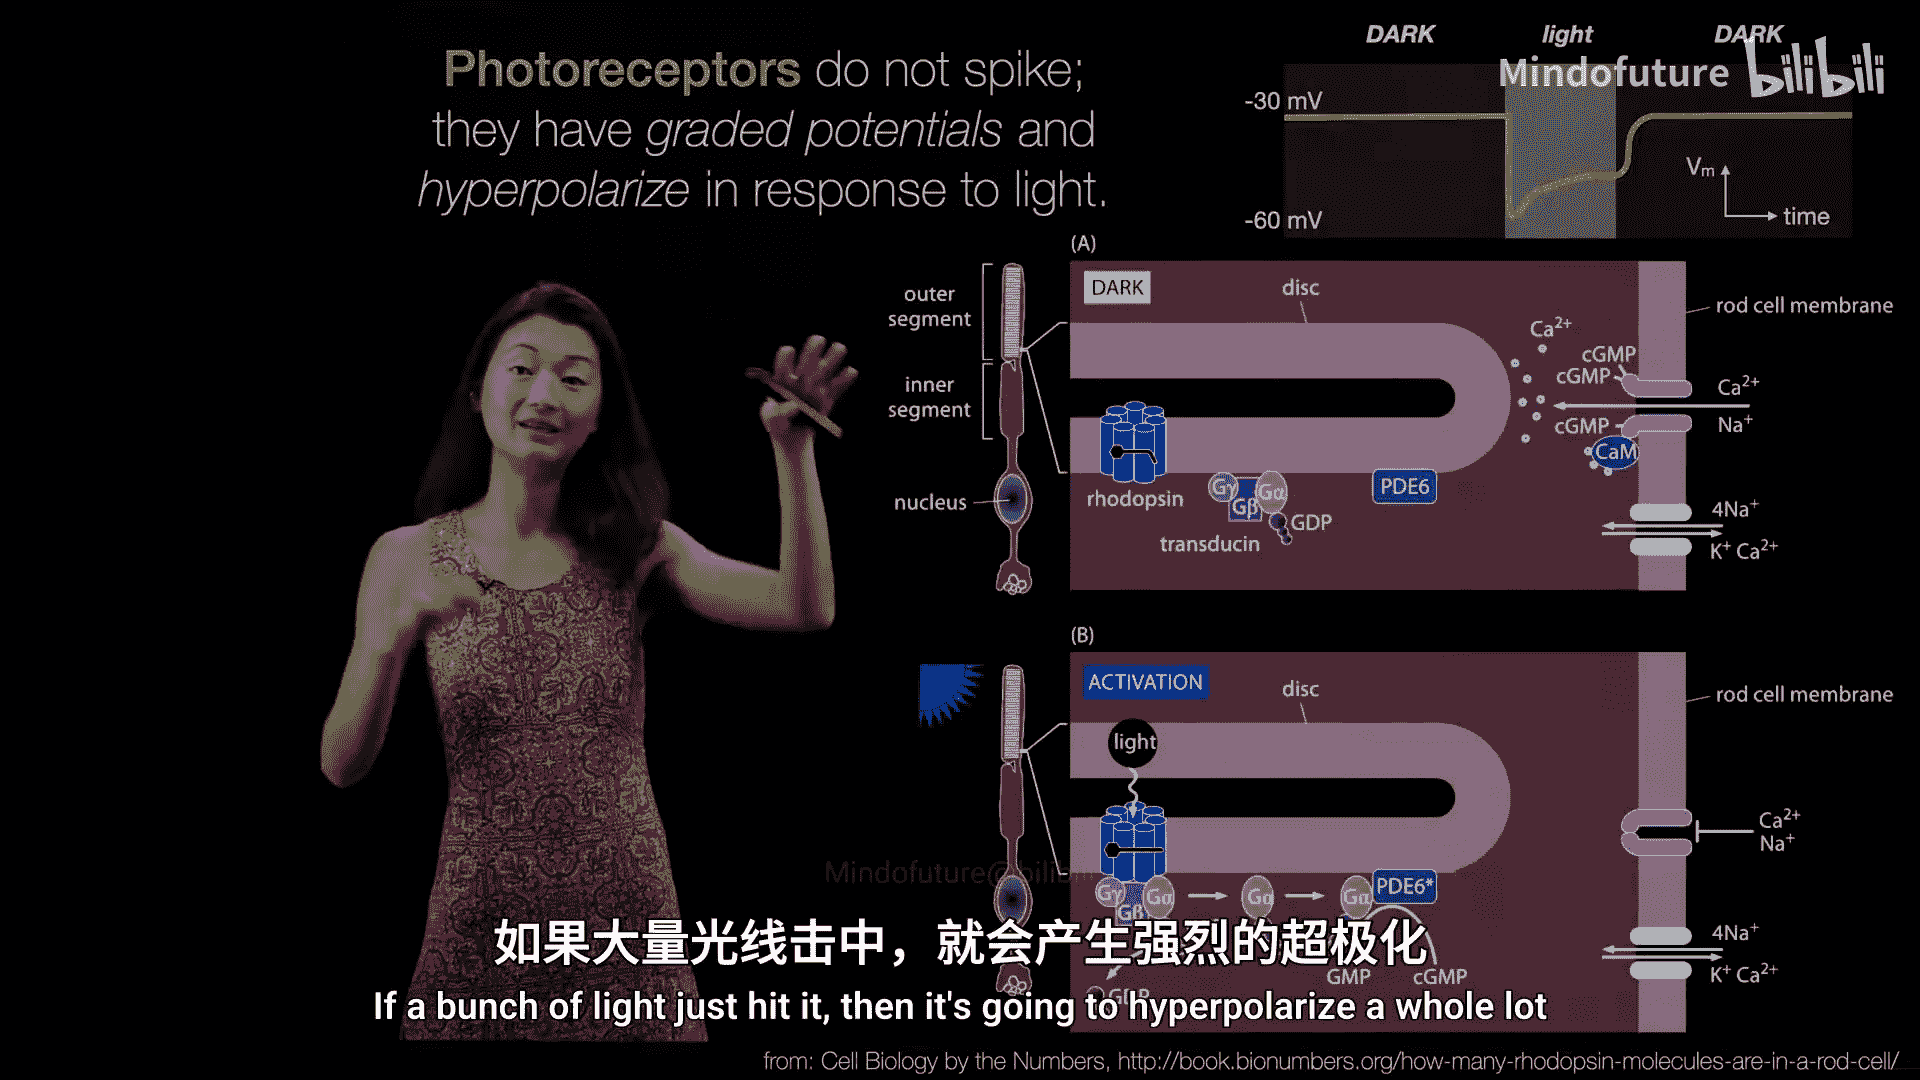 Photoreceptors do not spike;
they have graded potentials and
hyperpolarize in response to light.
DARK
light
DARK
Mindofuture bilibili
-30 mV
-60 mV
Vm
time
(A)
outer
segment
inner
segment
nucleus
DARK
disc
rod cell membrane
Ca2+
cGMP
cGMP
cGMP
CaM
Ca2+
Na+
rhodopsin
Gγ
Gβ
Gα
GDP
transducin
PDE6
4Na+
K+ Ca2+
(B)
ACTIVATION
disc
rod cell membrane
light
Ca2+
Na+
Mindofuture@bilibili
Gγ
Gβ
Gα
Gα
Gα
PDE6*
GMP
cGMP
GDP
4Na+
K+ Ca2+
如果大量光线击中，就会产生强烈的超极化
If a bunch of light just hit it, then it's going to hyperpolarize a whole lot
from: Cell Biology by the Numbers, http://book.bionumbers.org/how-many-rhodopsin-molecules-are-in-a-rod-cell/